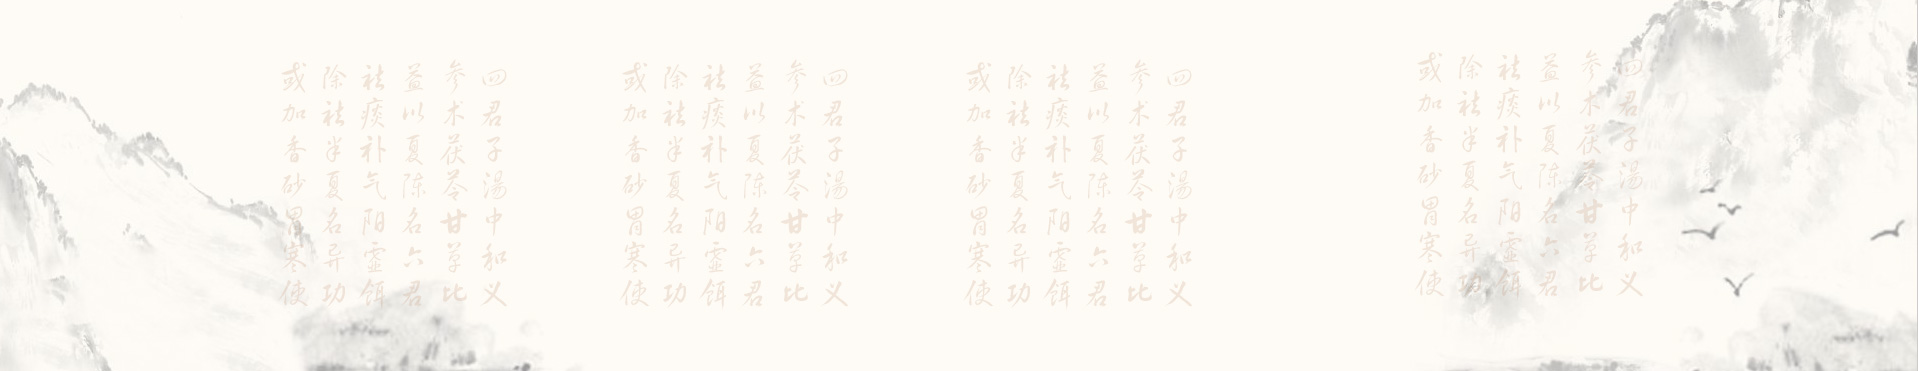 四君子湯中和义
参术茯苓甘草比
益以夏陈名六君
祛痰补气阳虚饵
除祛半夏名异功
或加香砂胃寒使
四君子湯中和义
参术茯苓甘草比
益以夏陈名六君
祛痰补气阳虚饵
除祛半夏名异功
或加香砂胃寒使
四君子湯中和义
参术茯苓甘草比
益以夏陈名六君
祛痰补气阳虚饵
除祛半夏名异功
或加香砂胃寒使
四君子湯中和义
参术茯苓甘草比
益以夏陈名六君
祛痰补气阳虚饵
除祛半夏名异功
或加香砂胃寒使